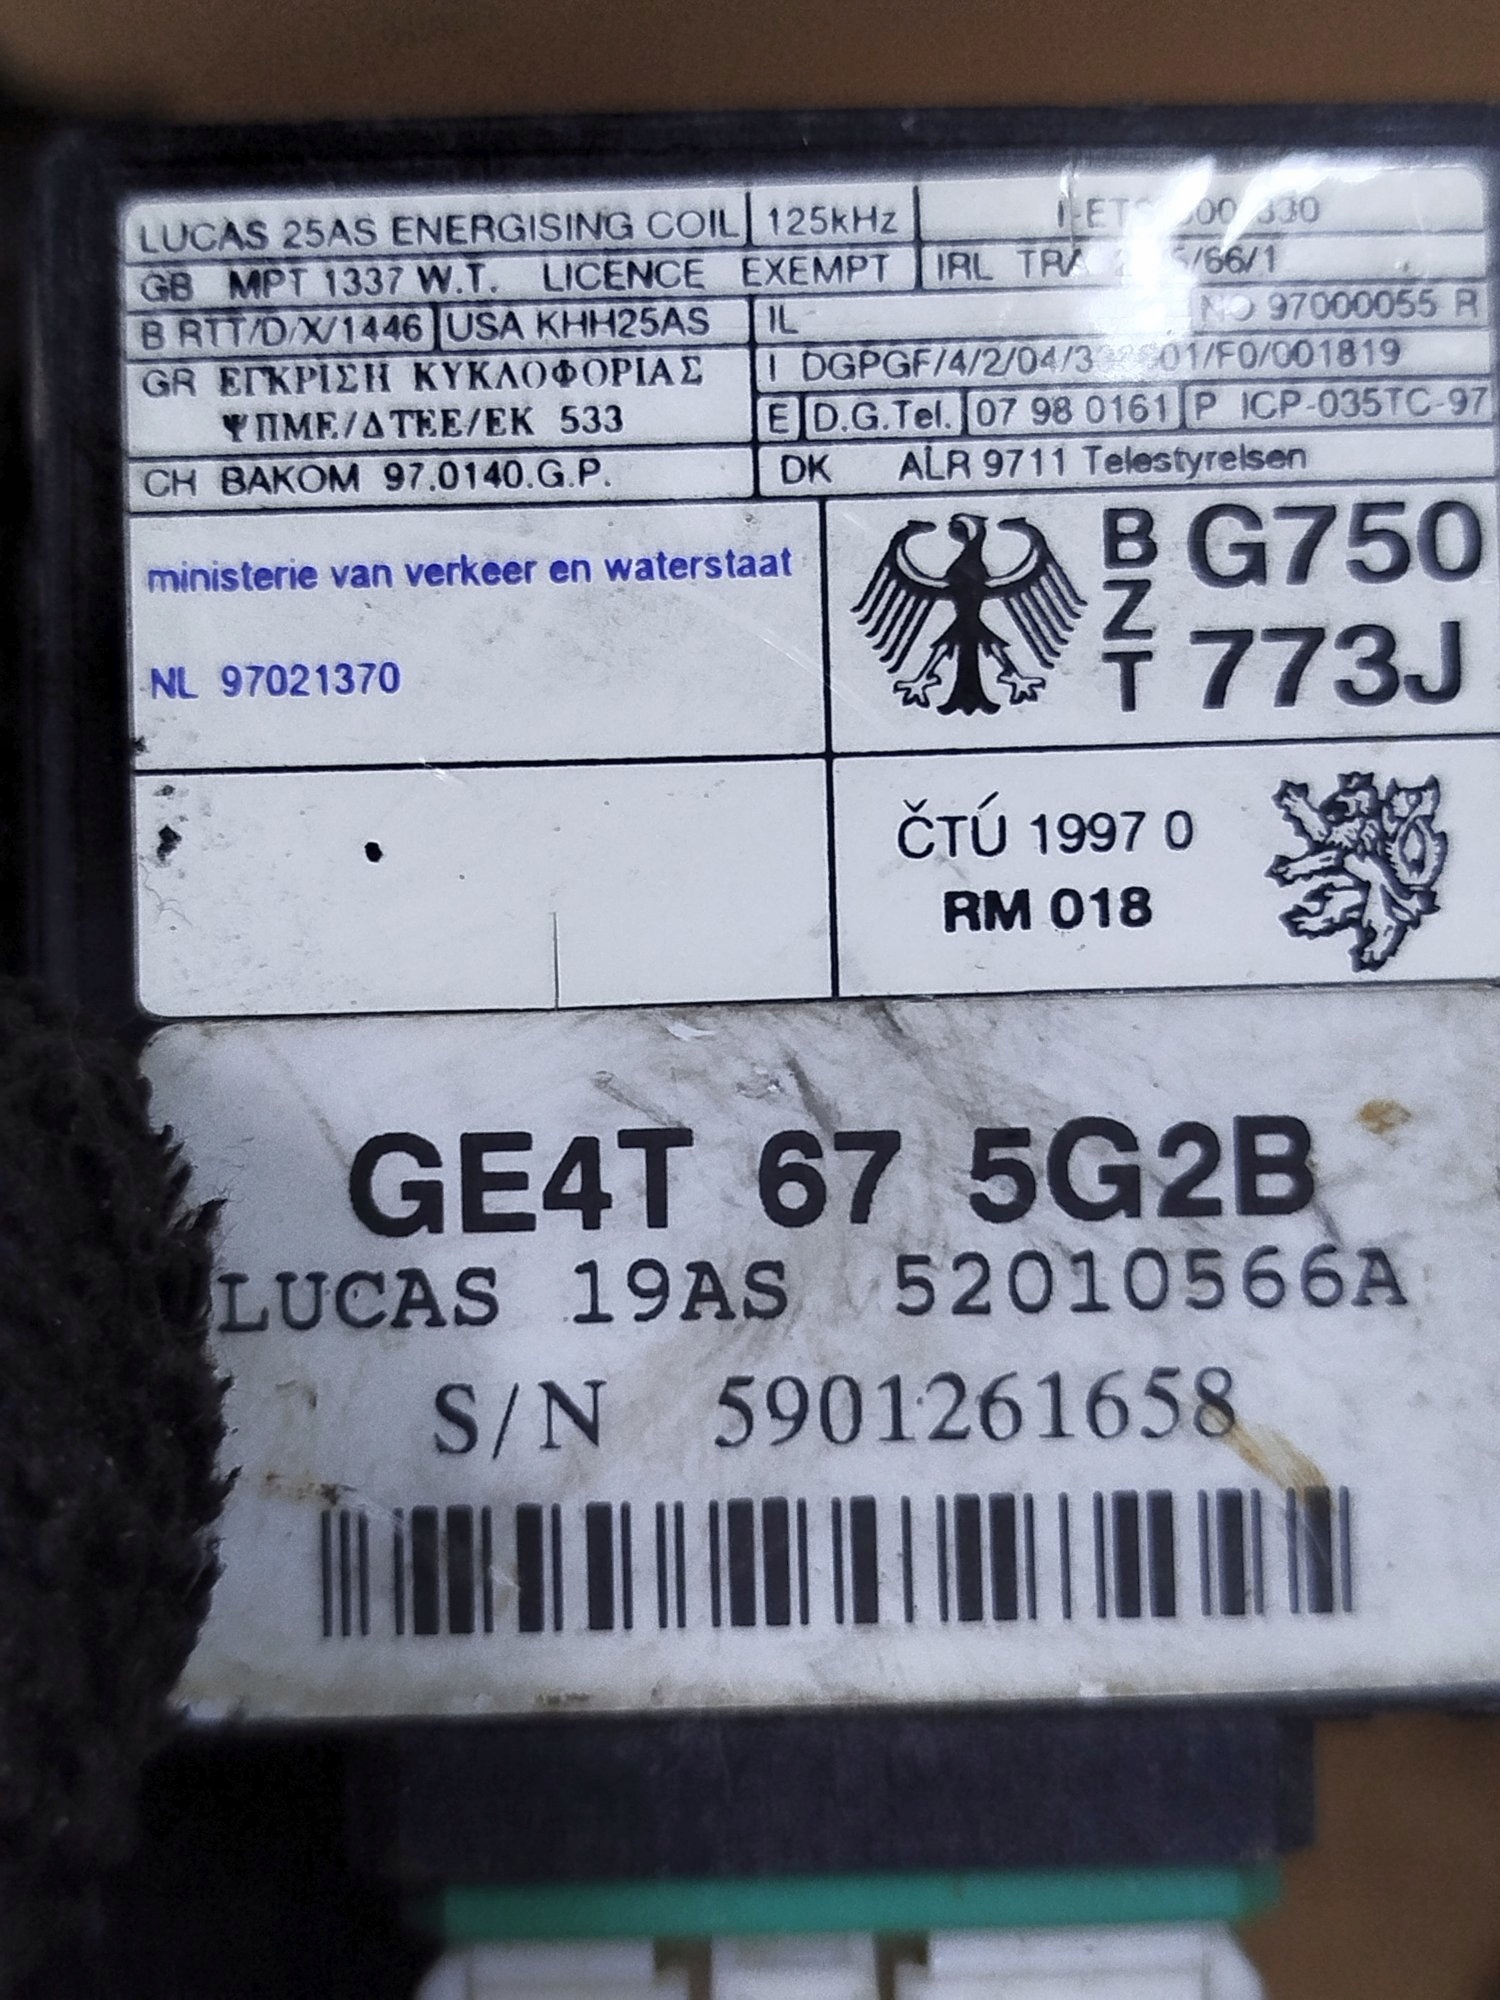 LUCAS 25AS ENERGISING COIL 125kHz
GB MPT 1337 W.T. LICENCE EXEMPT IRL TRA
B RTT/D/X/1446 USA KHH25AS IL NO 97000055 R
GR ΕΓΚΡΙΣΗ ΚΥΚΛΟΦΟΡΙΑΣ I
ΨΠΜΕ/ΔΤΕΕ/ΕΚ 533 E D.G.Tel. 07 98 0161 P ICP-035TC-97
CH BAKOM 97.0140.G.P. DK ALR 9711 Telestyrelsen
ministerie van verkeer en waterstaat
NL 97021370
BZT G750
773J
ČTÚ 1997 0
RM 018
GE4T 67 5G2B
LUCAS 19AS 52010566A
S/N 5901261658